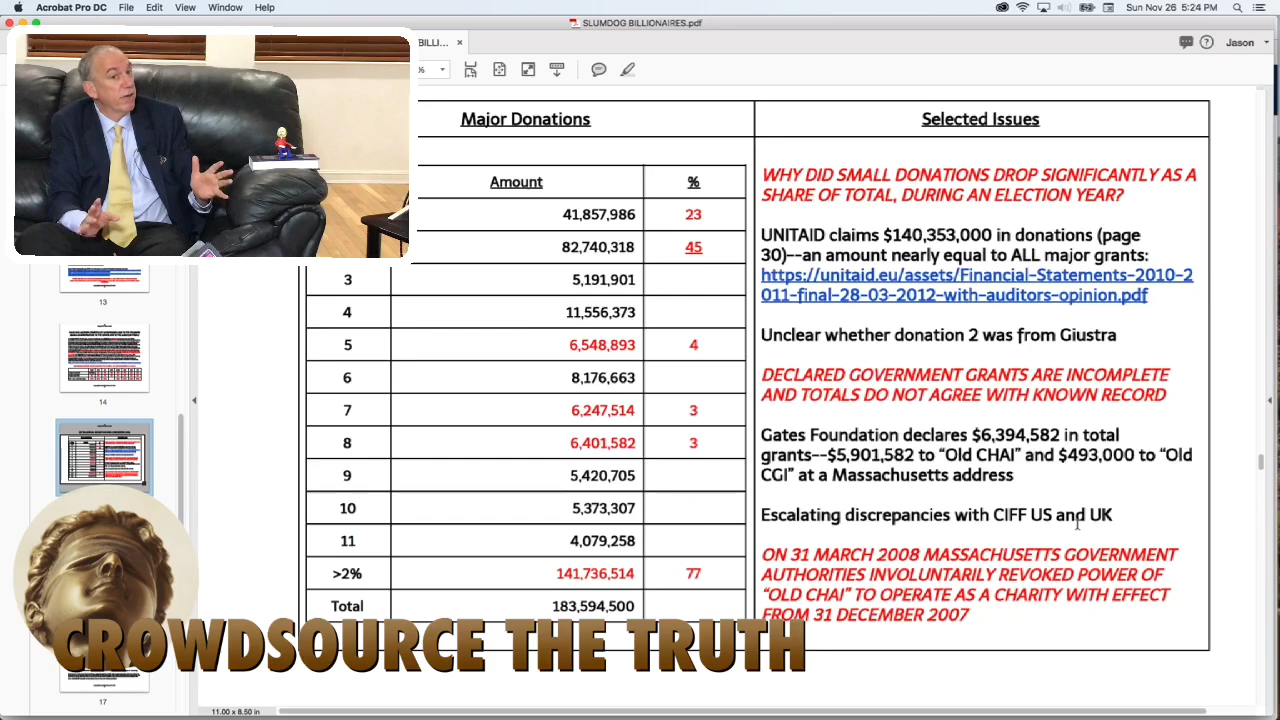 Acrobat Pro DC File Edit View Window Help
Sun Nov 26 5:24 PM
SLUMDOG BILLIONAIRES.pdf
BILLI... ×
Jason
%
Major Donations
Selected Issues
Amount
%
41,857,986 23
82,740,318 45
3 5,191,901
4 11,556,373
5 6,548,893 4
6 8,176,663
7 6,247,514 3
8 6,401,582 3
9 5,420,705
10 5,373,307
11 4,079,258
>2% 141,736,514 77
Total 183,594,500
WHY DID SMALL DONATIONS DROP SIGNIFICANTLY AS A
SHARE OF TOTAL, DURING AN ELECTION YEAR?
UNITAID claims $140,353,000 in donations (page
30)--an amount nearly equal to ALL major grants:
https://unitaid.eu/assets/Financial-Statements-2010-2
011-final-28-03-2012-with-auditors-opinion.pdf
Unclear whether donation 2 was from Giustra
DECLARED GOVERNMENT GRANTS ARE INCOMPLETE
AND TOTALS DO NOT AGREE WITH KNOWN RECORD
Gates Foundation declares $6,394,582 in total
grants--$5,901,582 to “Old CHAI” and $493,000 to “Old
CGI” at a Massachusetts address
Escalating discrepancies with CIFF US and UK
ON 31 MARCH 2008 MASSACHUSETTS GOVERNMENT
AUTHORITIES INVOLUNTARILY REVOKED POWER OF
“OLD CHAI” TO OPERATE AS A CHARITY WITH EFFECT
FROM 31 DECEMBER 2007
13
14
17
CROWDSOURCE THE TRUTH
11.00 x 8.50 in